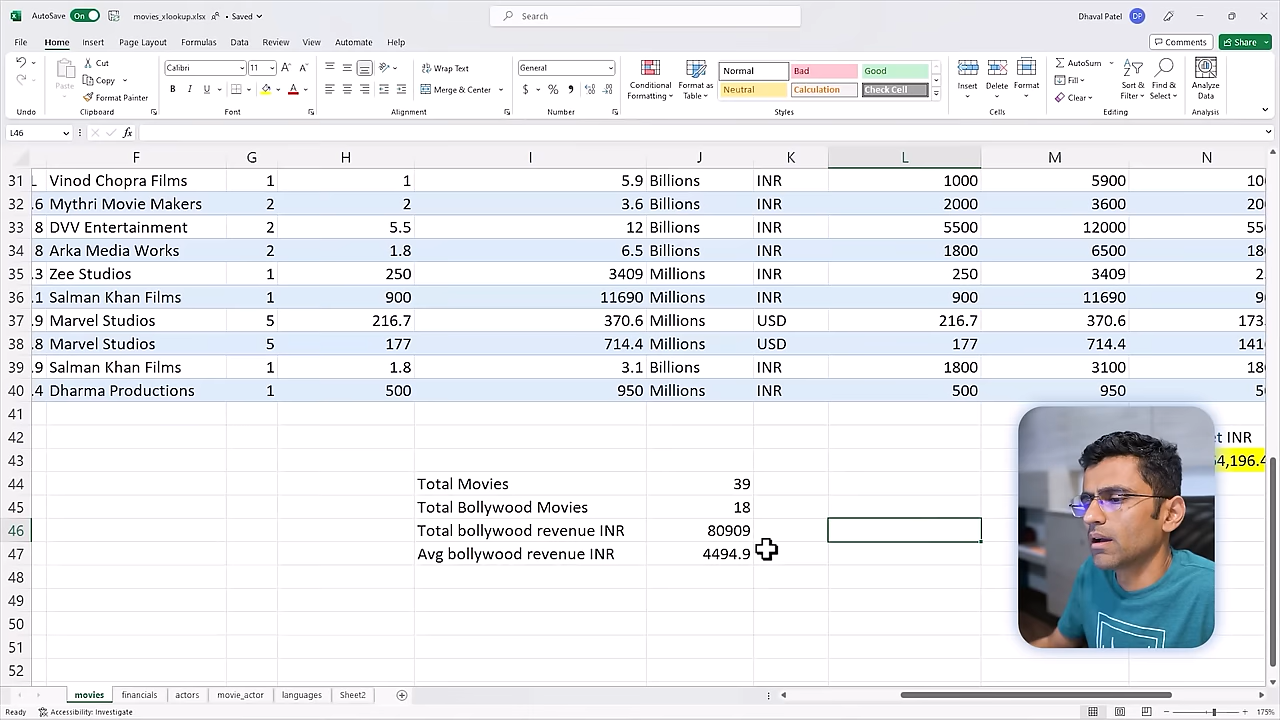 AutoSave On movies_xlookup.xlsx • Saved Search Dhaval Patel DP
File Home Insert Page Layout Formulas Data Review View Automate Help Comments Share
Cut Calibri 11 Wrap Text General Normal Bad Good AutoSum
Copy Fill
Paste Format Painter B I U Merge & Center $ % Conditional Formatting Format as Table Neutral Calculation Check Cell Insert Delete Format Clear Sort & Filter Find & Select Analyze Data
Undo Clipboard Font Alignment Number Styles Cells Editing Analysis
L46 fx
F G H I J K L M N
31 L Vinod Chopra Films 1 1 5.9 Billions INR 1000 5900 10
32 .6 Mythri Movie Makers 2 2 3.6 Billions INR 2000 3600 20
33 8 DVV Entertainment 2 5.5 12 Billions INR 5500 12000 55
34 8 Arka Media Works 2 1.8 6.5 Billions INR 1800 6500 18
35 .3 Zee Studios 1 250 3409 Millions INR 250 3409 2
36 .1 Salman Khan Films 1 900 11690 Millions INR 900 11690 9
37 .9 Marvel Studios 5 216.7 370.6 Millions USD 216.7 370.6 173
38 .8 Marvel Studios 5 177 714.4 Millions USD 177 714.4 141
39 .9 Salman Khan Films 1 1.8 3.1 Billions INR 1800 3100 18
40 .4 Dharma Productions 1 500 950 Millions INR 500 950 5
41
42 et INR
43 4,196.4
44 Total Movies 39
45 Total Bollywood Movies 18
46 Total bollywood revenue INR 80909
47 Avg bollywood revenue INR 4494.9
48
49
50
51
52
movies financials actors movie_actor languages Sheet2
Ready Accessibility: Investigate 175%